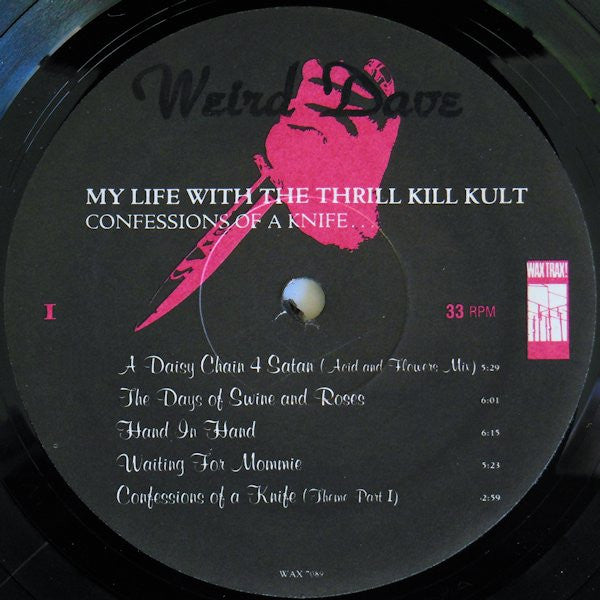 Weird Dave
MY LIFE WITH THE THRILL KILL KULT
CONFESSIONS OF A KNIFE...
WAX TRAX!
I
33 RPM
A Daisy Chain 4 Satan (Acid and Flowers Mix) 5:29
The Days of Swine and Roses 6:01
Hand In Hand 6:15
Waiting For Mommie 5:23
Confessions of a Knife (Theme Part I) 2:59
WAX 7089